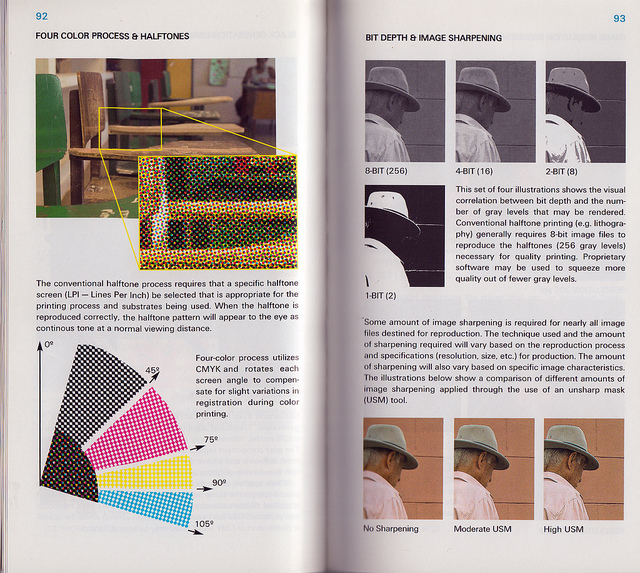 92
FOUR COLOR PROCESS & HALFTONES
The conventional halftone process requires that a specific halftone
screen (LPI — Lines Per Inch) be selected that is appropriate for the
printing process and substrates being used. When the halftone is
reproduced correctly, the halftone pattern will appear to the eye as
continous tone at a normal viewing distance.
0º
45º
75º
90º
105º
Four-color process utilizes
CMYK and rotates each
screen angle to compen-
sate for slight variations in
registration during color
printing.
93
BIT DEPTH & IMAGE SHARPENING
8-BIT (256)
4-BIT (16)
2-BIT (8)
1-BIT (2)
This set of four illustrations shows the visual
correlation between bit depth and the num-
ber of gray levels that may be rendered.
Conventional halftone printing (e.g. lithogra-
phy) generally requires 8-bit image files to
reproduce the halftones (256 gray levels)
necessary for quality printing. Proprietary
software may be used to squeeze more
quality out of fewer gray levels.
Some amount of image sharpening is required for nearly all image
files destined for reproduction. The technique used and the amount
of sharpening required will vary based on the reproduction process
and specifications (resolution, size, etc.) for production. The amount
of sharpening will also vary based on specific image characteristics.
The illustrations below show a comparison of different amounts of
image sharpening applied through the use of an unsharp mask
(USM) tool.
No Sharpening
Moderate USM
High USM